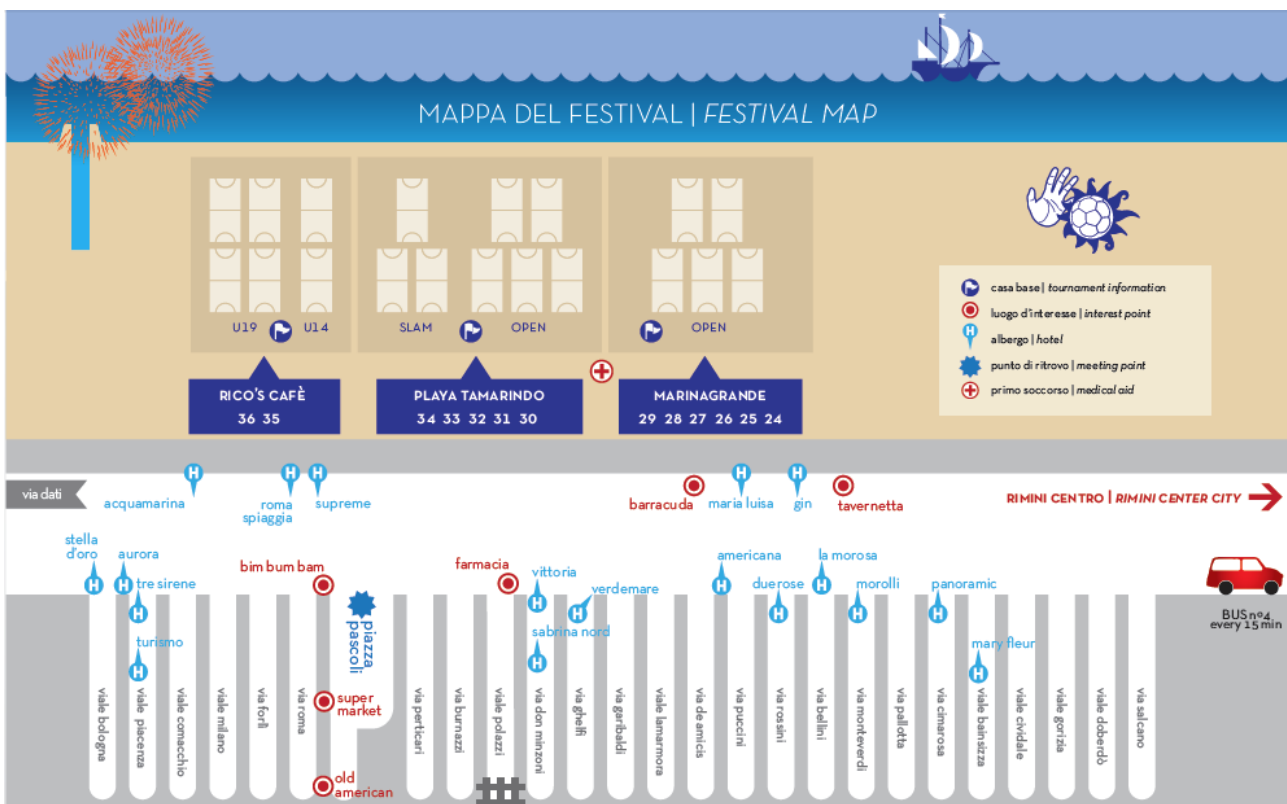 MAPPA DEL FESTIVAL | FESTIVAL MAP
U19
U14
SLAM
OPEN
OPEN
RICO'S CAFÈ
36 35
PLAYA TAMARINDO
34 33 32 31 30
MARINAGRANDE
29 28 27 26 25 24
casa base | tournament information
luogo d'interesse | interest point
H
albergo | hotel
punto di ritrovo | meeting point
primo soccorso | medical aid
via dati
H
acquamarina
H
roma
spiaggia
H
supreme
barracuda
H
maria luisa
H
gin
tavernetta
RIMINI CENTRO | RIMINI CENTER CITY
stella
d'oro
H
aurora
H
tre sirene
H
turismo
H
bim bum bam
piazza
pascoli
super
market
old
american
farmacia
vittoria
H
verdemare
H
sabrina nord
H
americana
H
due rose
H
la morosa
H
morolli
H
panoramic
H
mary fleur
H
BUS nº4
every 15 min
viale bologna
viale piacenza
viale comacchio
viale milano
via forlì
via roma
via perticari
via burnazzi
viale polazzi
via don minzoni
via ghelfi
via garibaldi
viale lamarmora
via de amicis
via puccini
via rossini
via bellini
via monteverdi
via pallotta
via cimarosa
viale bainsizza
viale cividale
viale gorizia
viale doberdò
via salcano